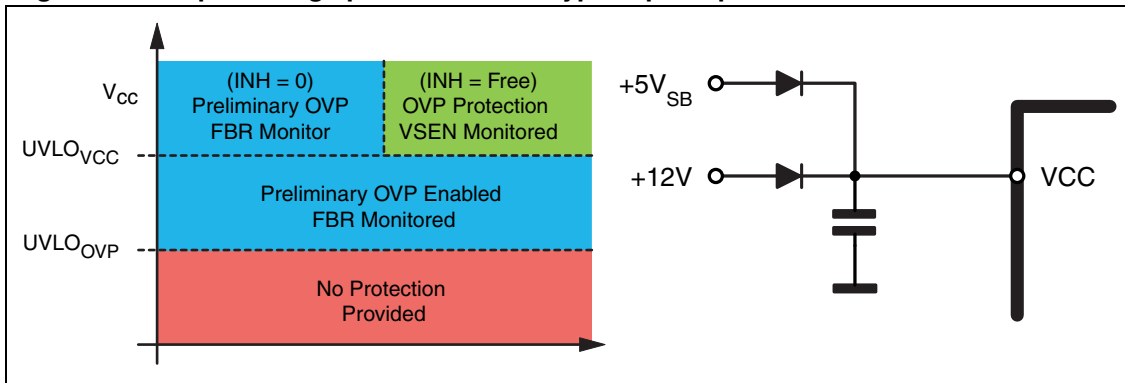 (INH = 0)
Preliminary OVP
FBR Monitor
(INH = Free)
OVP Protection
VSEN Monitored
VCC
UVLOVCC
Preliminary OVP Enabled
FBR Monitored
UVLOOVP
No Protection
Provided
+5VSB
+12V
VCC